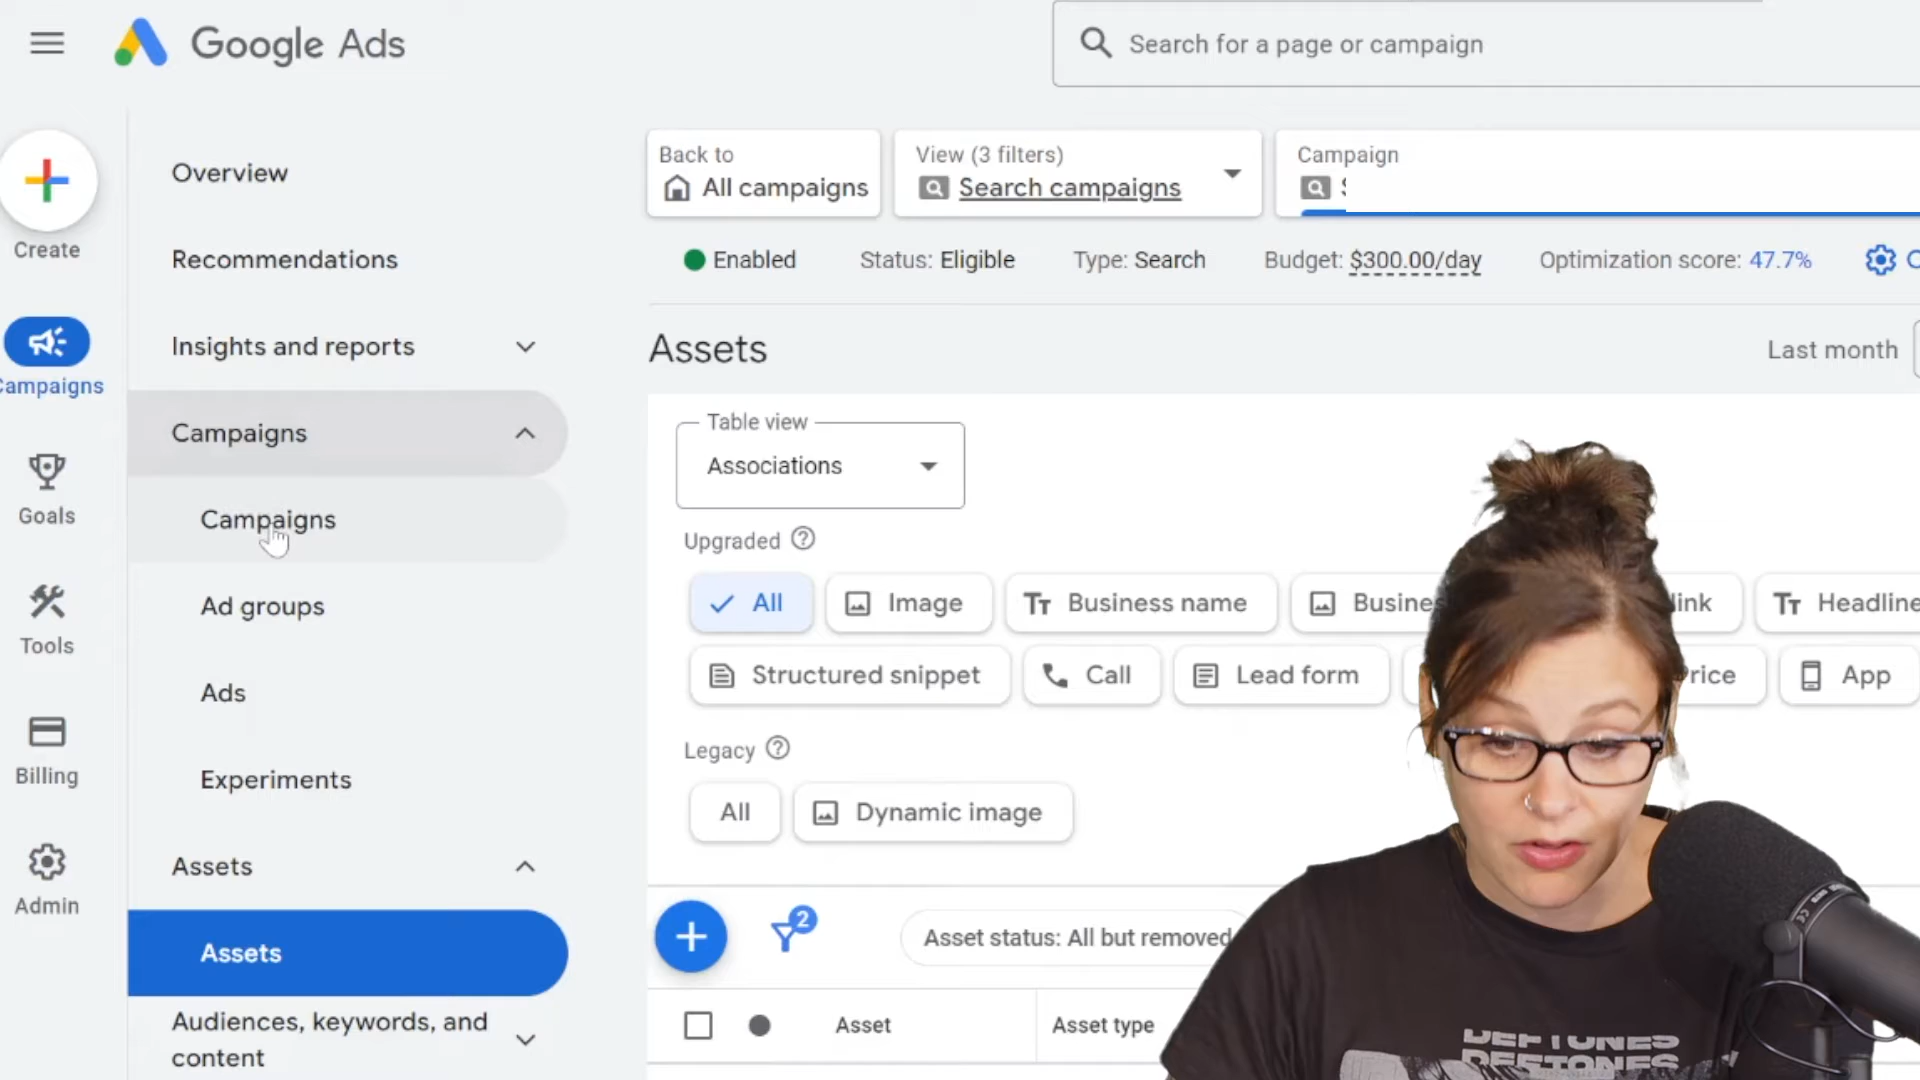 Google Ads
Search for a page or campaign
Create
Campaigns
Goals
Tools
Billing
Admin
Overview
Recommendations
Insights and reports
Campaigns
Campaigns
Ad groups
Ads
Experiments
Assets
Assets
Audiences, keywords, and
content
Back to
All campaigns
View (3 filters)
Search campaigns
Campaign
Enabled
Status: Eligible
Type: Search
Budget: $300.00/day
Optimization score: 47.7%
Assets
Last month
Table view
Associations
Upgraded
All
Image
Business name
Headline
Structured snippet
Call
Lead form
App
Legacy
All
Dynamic image
2
Asset status: All but removed
Asset
Asset type
DEFTONES
DEFTONES